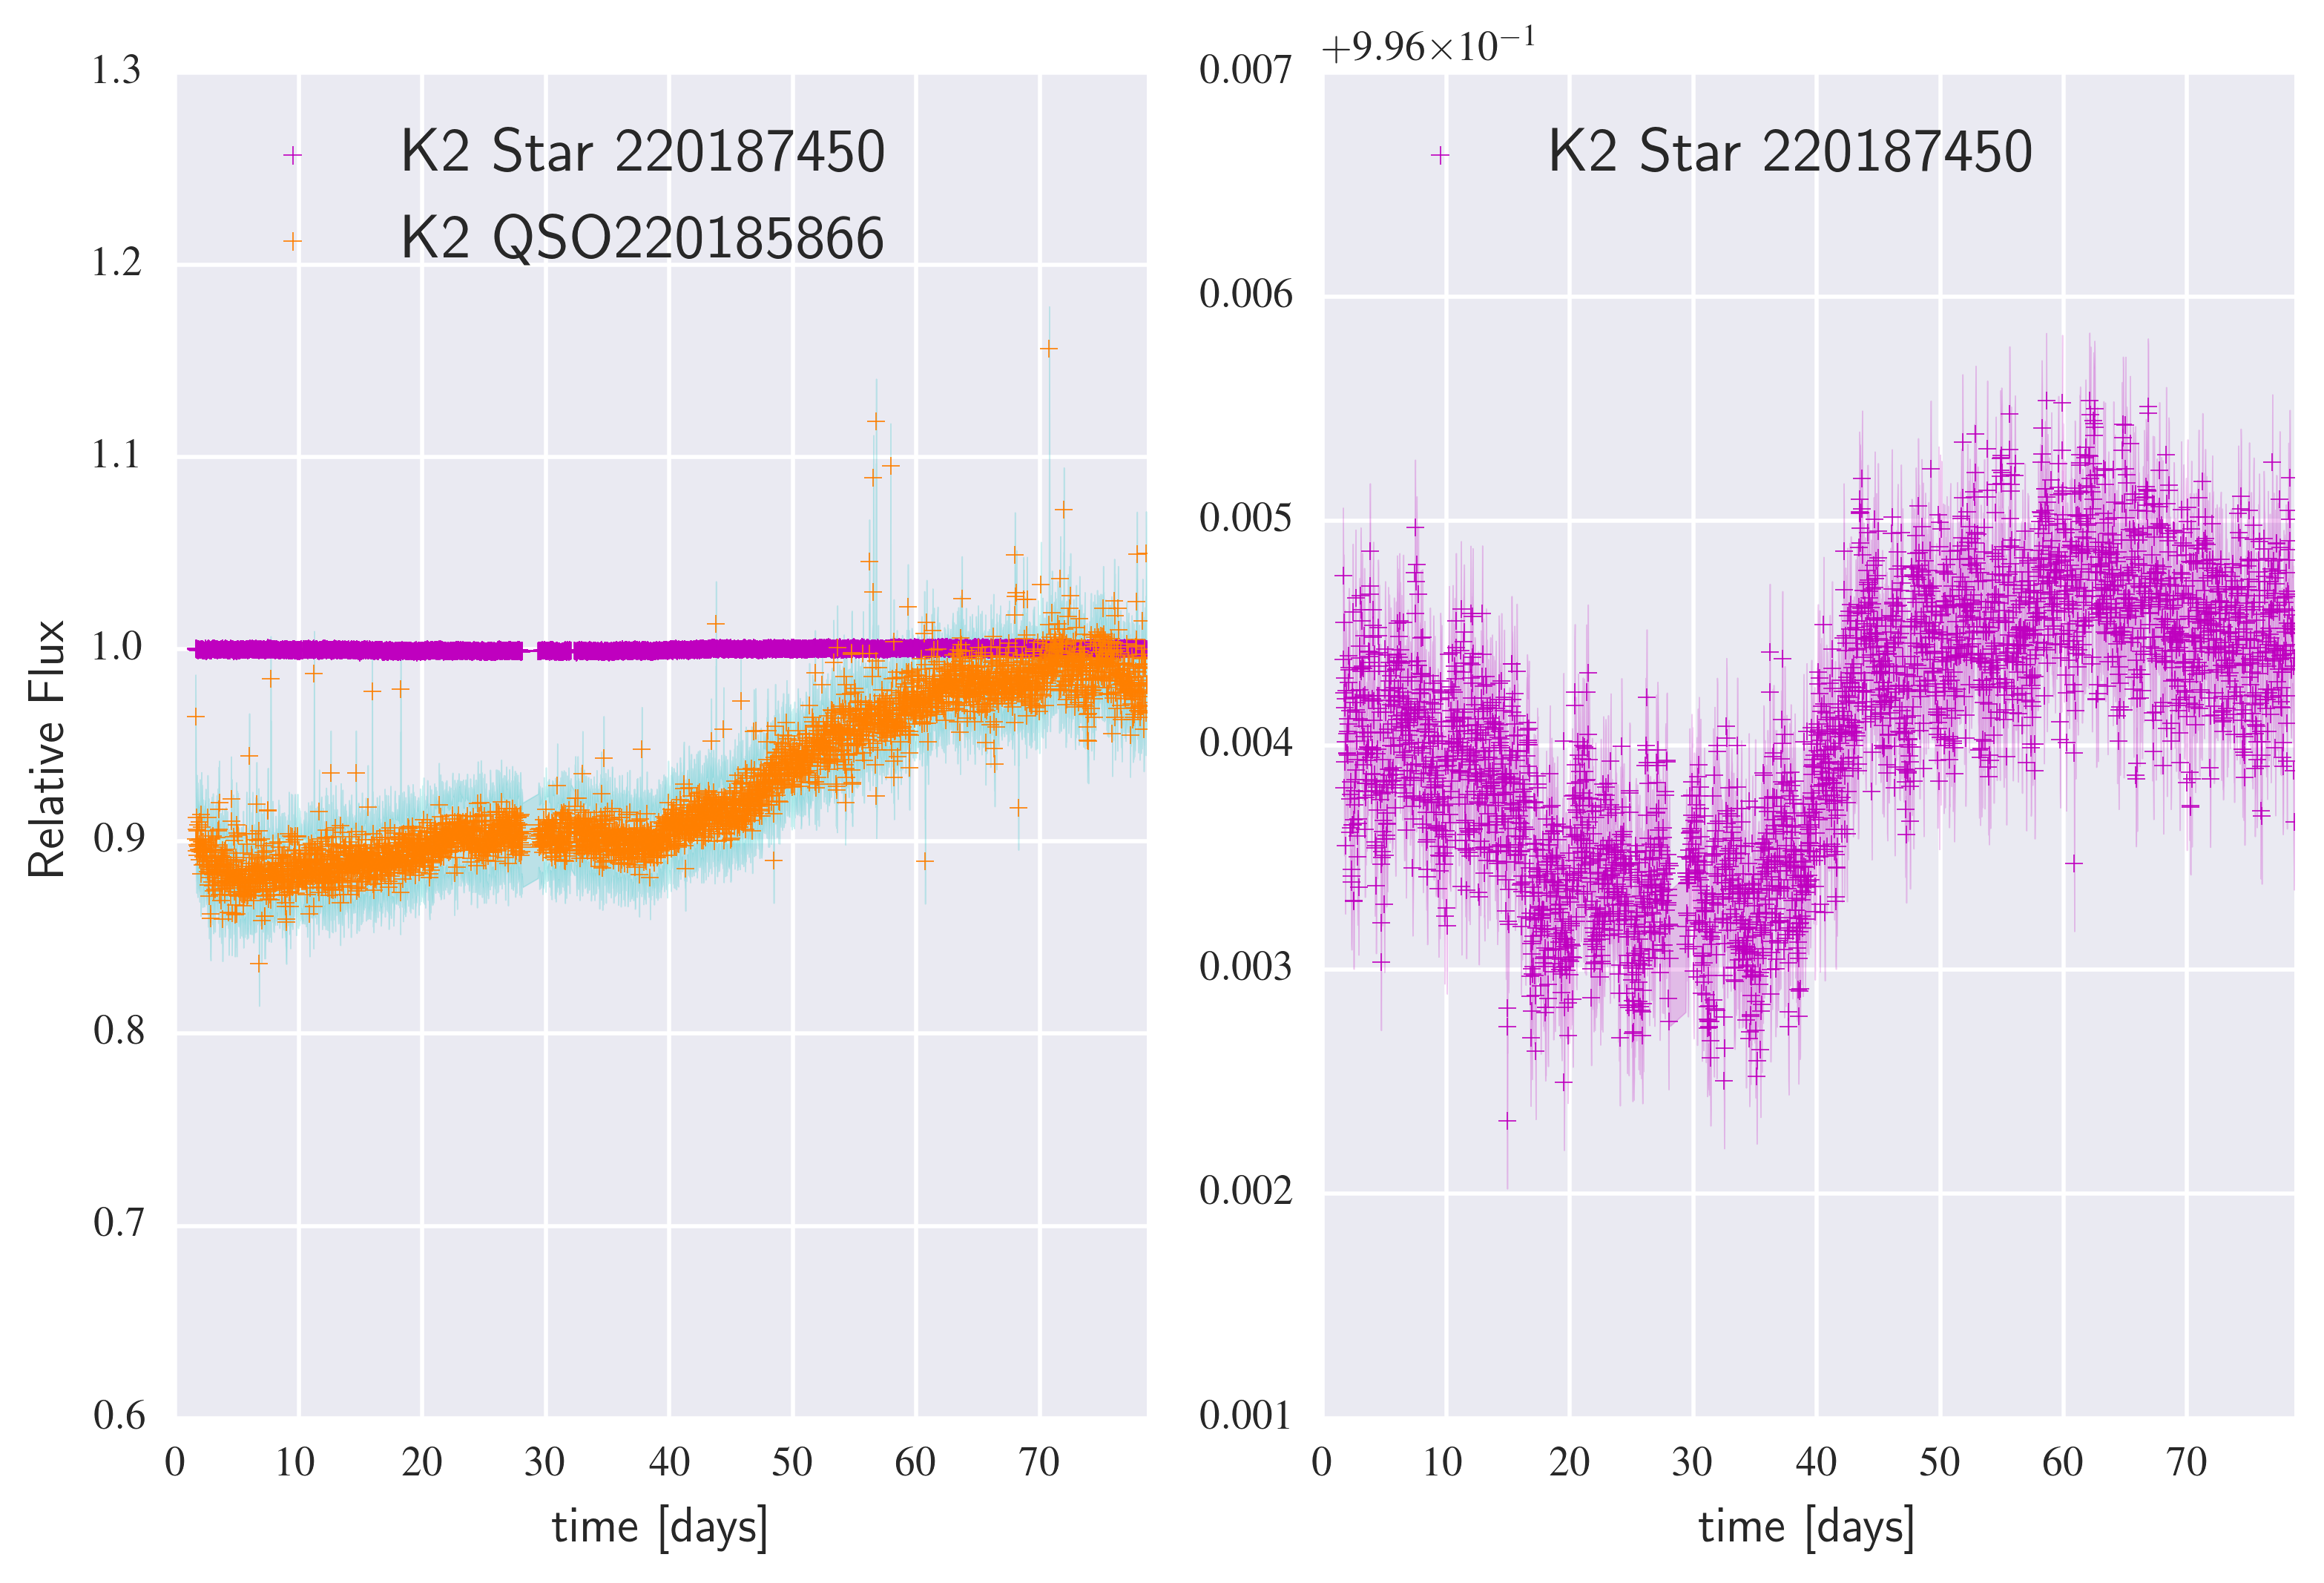 1.3
1.2
1.1
1.0
0.9
0.8
0.7
0.6
Relative Flux
K2 Star 220187450
K2 QSO220185866
0 10 20 30 40 50 60 70
time [days]
+9.96×10⁻¹
0.007
0.006
0.005
0.004
0.003
0.002
0.001
K2 Star 220187450
0 10 20 30 40 50 60 70
time [days]